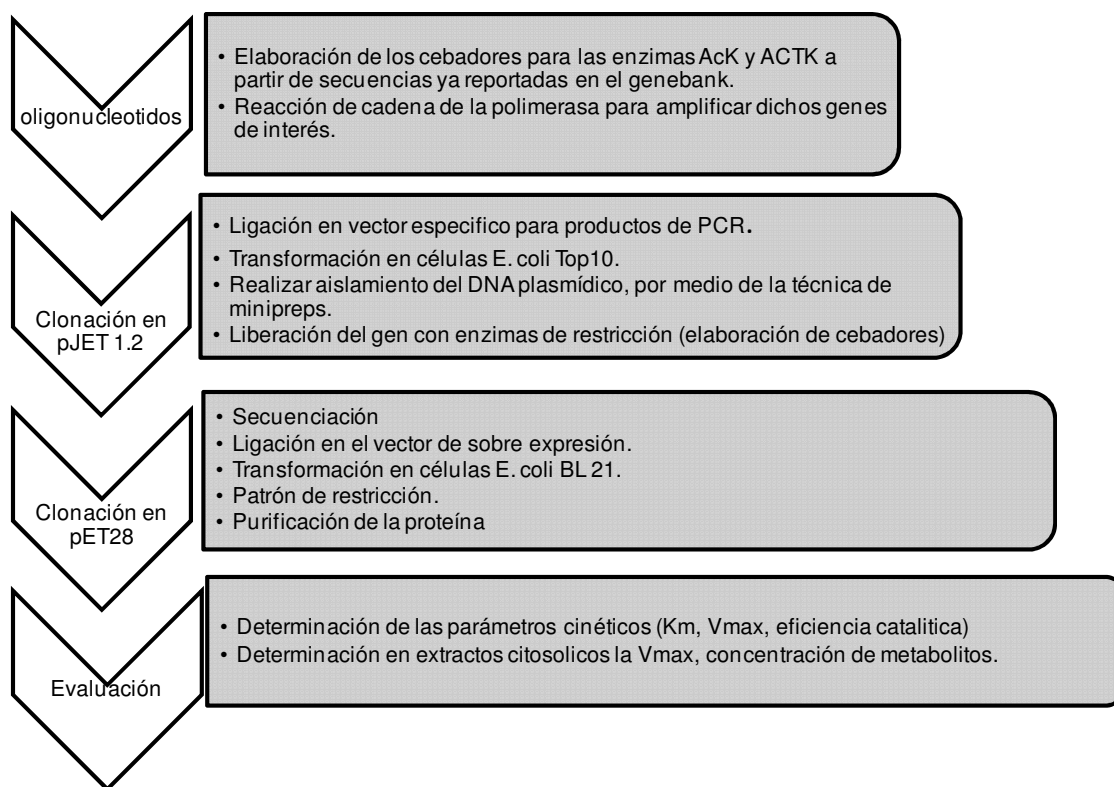 oligonucleotidos
• Elaboración de los cebadores para las enzimas AcK y ACTK a
partir de secuencias ya reportadas en el genebank.
• Reacción de cadena de la polimerasa para amplificar dichos genes
de interés.
Clonación en
pJET 1.2
• Ligación en vector especifico para productos de PCR.
• Transformación en células E. coli Top10.
• Realizar aislamiento del DNA plasmídico, por medio de la técnica de
minipreps.
• Liberación del gen con enzimas de restricción (elaboración de cebadores)
Clonación en
pET28
• Secuenciación
• Ligación en el vector de sobre expresión.
• Transformación en células E. coli BL 21.
• Patrón de restricción.
• Purificación de la proteína
Evaluación
• Determinación de las parámetros cinéticos (Km, Vmax, eficiencia catalitica)
• Determinación en extractos citosolicos la Vmax, concentración de metabolitos.